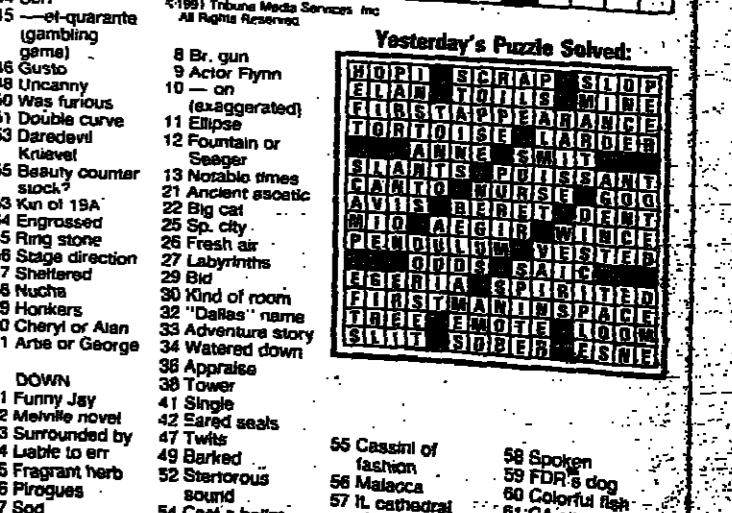 45 —et-quarante
(gambling
game)
46 Gusto
48 Uncanny
50 Was furious
51 Double curve
53 Daredevil
Knievel
55 Beauty counter
stock?
63 Kin of 19A
64 Engrossed
65 Ring stone
66 Stage direction
67 Sheltered
68 Nucha
69 Honkers
70 Cheryl or Alan
71 Artie or George
DOWN
1 Funny Jay
2 Melville novel
3 Surrounded by
4 Liable to err
5 Fragrant herb
6 Pirogues
7 Sod
©1991 Tribune Media Services Inc
All Rights Reserved
8 Br. gun
9 Actor Flynn
10 — on
(exaggerated)
11 Ellipse
12 Fountain or
Seeger
13 Notable times
21 Ancient ascetic
22 Big cat
25 Sp. city
26 Fresh air
27 Labyrinths
29 Bid
30 Kind of room
32 "Dallas" name
33 Adventure story
34 Watered down
36 Appraise
38 Tower
41 Single
42 Eared seals
47 Twits
49 Barked
52 Stertorous
sound
Yesterday's Puzzle Solved:
HOPI SCRAP SLOP
ELAN TOILS MINE
FIRSTAPPEARANCE
TORTOISE LARDER
ANNE SMIT
SLANTS PUISSANT
CANTO NURSE GOO
AVIS BERET DENT
MIO AEGIR WINCE
PENDULUM VESTED
ODDS SAIC
EGERIA SPIRITED
FIRSTMANINSPACE
TREE EMOTE LOOM
SLIT SOBER ESNE
55 Cassini of
fashion
56 Malacca
57 It. cathedral
58 Spoken
59 FDR's dog
60 Colorful fish